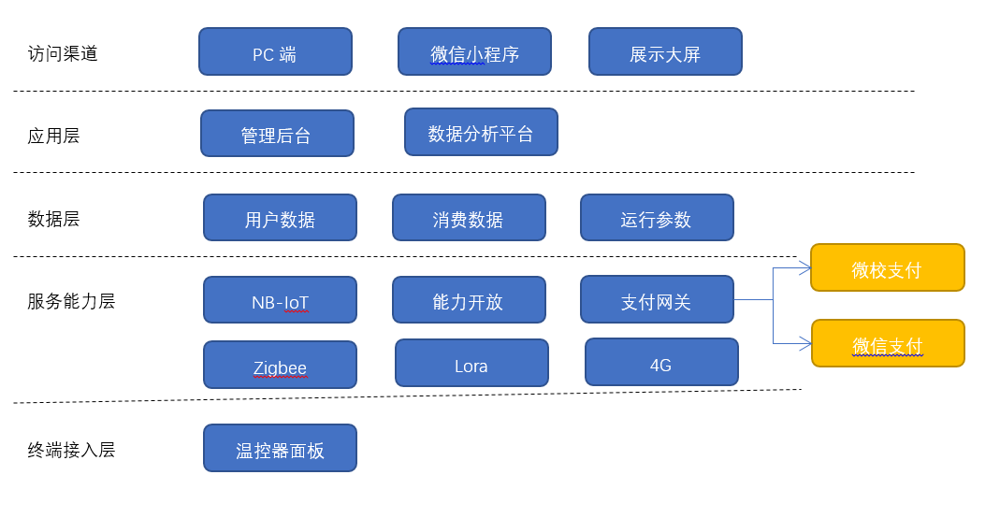 访问渠道
PC 端
微信小程序
展示大屏
应用层
管理后台
数据分析平台
数据层
用户数据
消费数据
运行参数
微校支付
服务能力层
NB-IoT
能力开放
支付网关
微信支付
Zigbee
Lora
4G
终端接入层
温控器面板